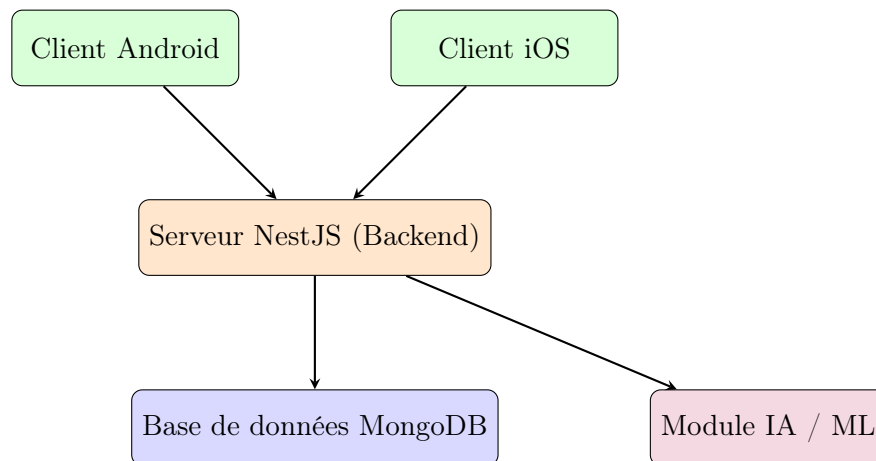 Client Android
Client iOS
Serveur NestJS (Backend)
Base de données MongoDB
Module IA / ML